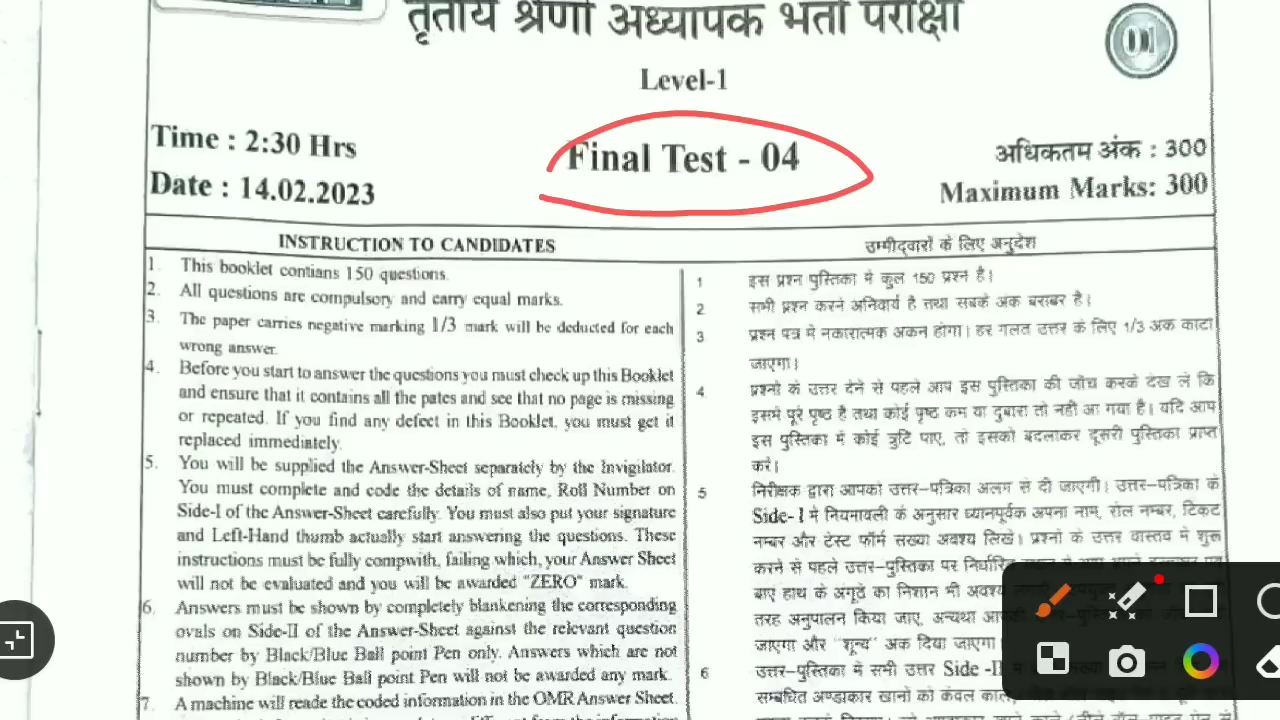 तृतीय श्रेणी अध्यापक भर्ती परीक्षा
01
Level-1
Time : 2:30 Hrs
Final Test - 04
अधिकतम अंक : 300
Date : 14.02.2023
Maximum Marks: 300
INSTRUCTION TO CANDIDATES
1. This booklet contians 150 questions.
2. All questions are compulsory and carry equal marks.
3. The paper carries negative marking 1/3 mark will be deducted for each
wrong answer.
4. Before you start to answer the questions you must check up this Booklet
and ensure that it contains all the pates and see that no page is missing
or repeated. If you find any defect in this Booklet, you must get it
replaced immediately.
5. You will be supplied the Answer-Sheet separately by the Invigilator.
You must complete and code the details of name, Roll Number on
Side-I of the Answer-Sheet carefully. You must also put your signature
and Left-Hand thumb actually start answering the questions. These
instructions must be fully compwith, failing which, your Answer Sheet
will not be evaluated and you will be awarded "ZERO" mark.
6. Answers must be shown by completely blankening the corresponding
ovals on Side-II of the Answer-Sheet against the relevant question
number by Black/Blue Ball point Pen only. Answers which are not
shown by Black/Blue Ball point Pen will not be awarded any mark.
7. A machine will reade the coded information in the OMR Answer Sheet.
उम्मीदवारों के लिए अनुदेश
1 इस प्रश्न पुस्तिका में कुल 150 प्रश्न है।
2 सभी प्रश्न करने अनिवार्य है तथा सबके अंक बराबर है।
3 प्रश्न पत्र में नकारात्मक अंकन होगा। हर गलत उत्तर के लिए 1/3 अंक काटा
जाएगा।
4 प्रश्नों के उत्तर देने से पहले आप इस पुस्तिका की जाँच करके देख लें कि
इसमें पूरे पृष्ठ है तथा कोई पृष्ठ कम या दुबारा तो नहीं आ गया है। यदि आप
इस पुस्तिका में कोई त्रुटि पाए, तो इसको बदलाकर दूसरी पुस्तिका प्राप्त
करें।
5 निरीक्षक द्वारा आपको उत्तर-पत्रिका अलग से दी जाएगी। उत्तर-पत्रिका के
Side-I में नियमावली के अनुसार ध्यानपूर्वक अपना नाम, रोल नम्बर, टिकट
नम्बर और टेस्ट फॉर्म संख्या अवश्य लिखें। प्रश्नों के उत्तर वास्तव में शुरू
करने से पहले उत्तर-पुस्तिका पर निर्धारित
बाए हाथ के अंगूठे का निशान भी अवश्य
तरह अनुपालन किया जाए, अन्यथा
जाएगा और "शून्य" अंक दिया जाएगा।
6 उत्तर-पुस्तिका में सभी उत्तर Side -II
सम्बंधित अण्डाकार खानों को केवल